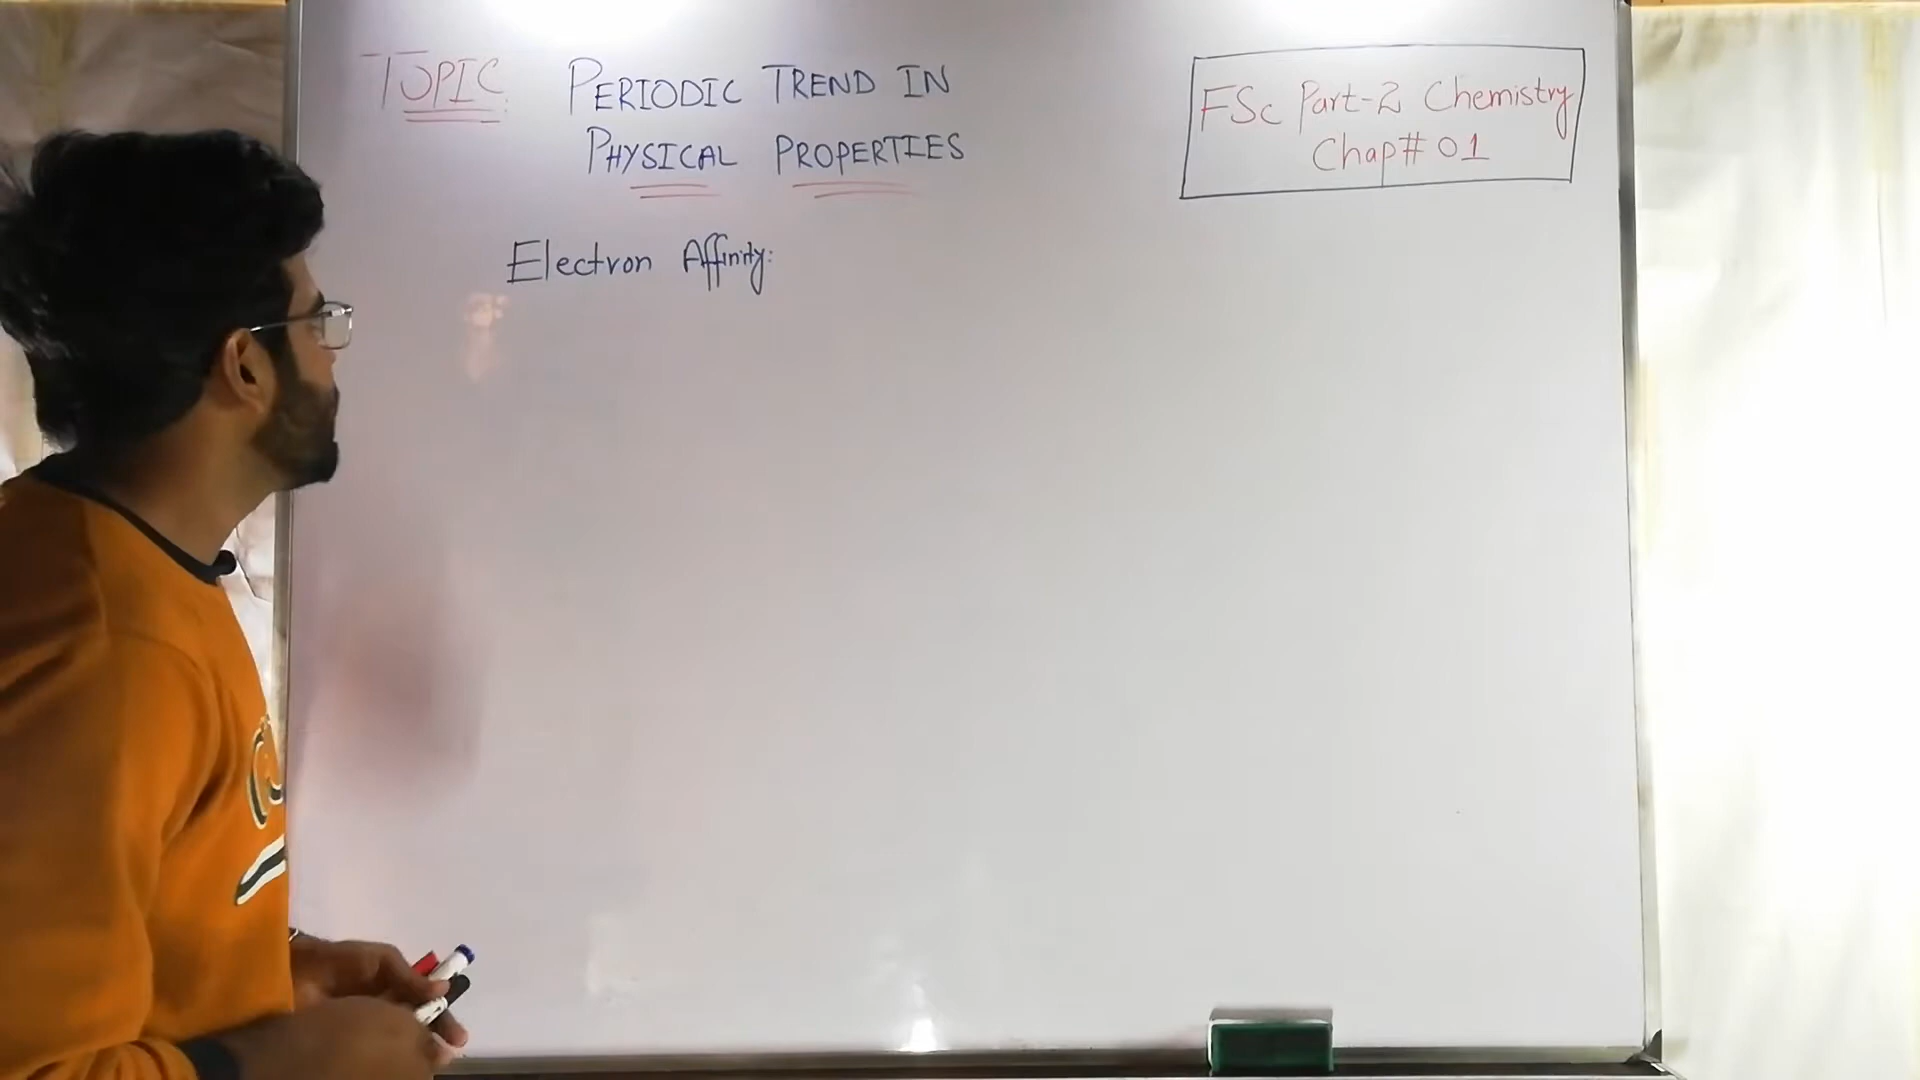 TOPIC: PERIODIC TREND IN
PHYSICAL PROPERTIES
FSc Part-2 Chemistry
Chap# 01
Electron Affinity: